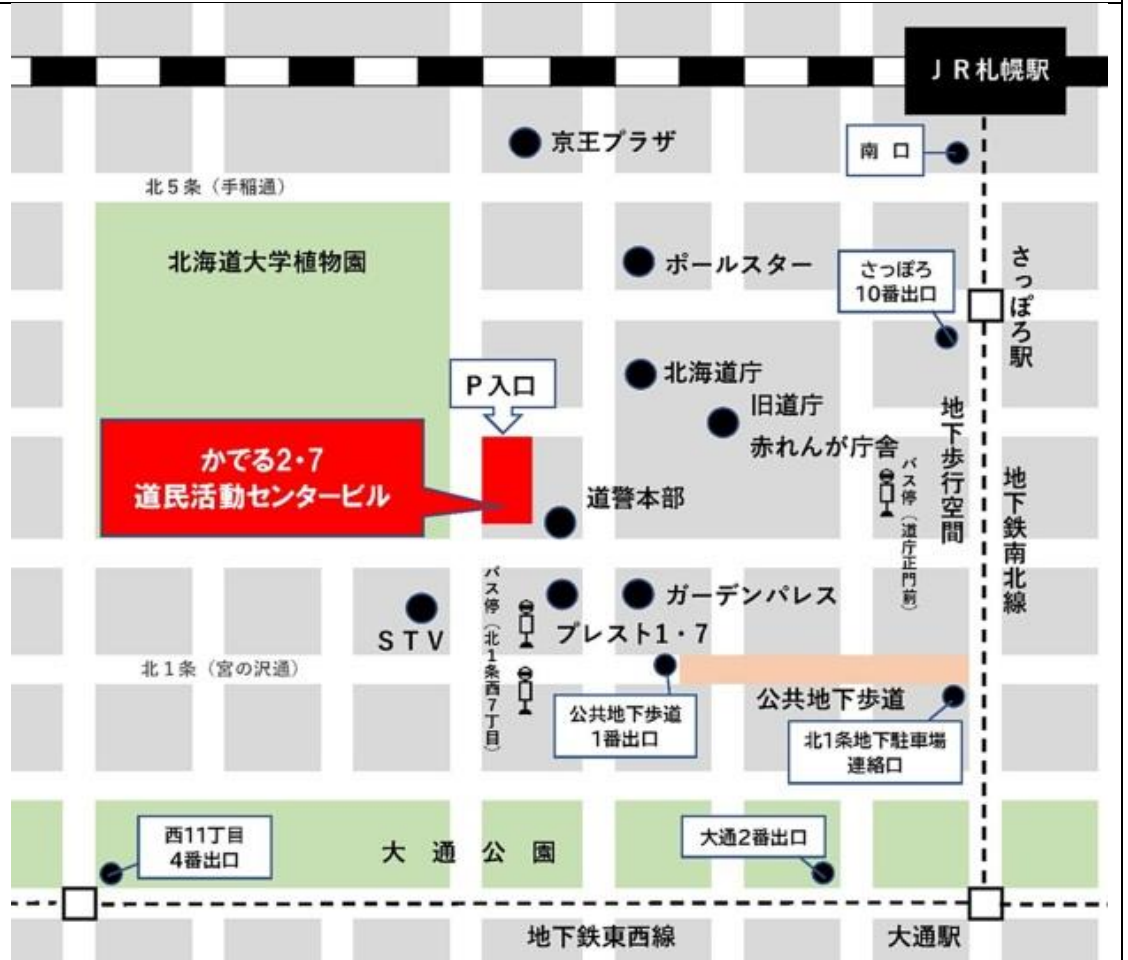 JR札幌駅
京王プラザ
南口
北5条（手稲通）
北海道大学植物園
ポールスター
さっぽろ
10番出口
さっぽろ駅
P入口
北海道庁
旧道庁
赤れんが庁舎
かでる2・7
道民活動センタービル
道警本部
バス停（道庁正門前）
地下歩行空間
地下鉄南北線
STV
バス停（北1条西7丁目）
プレスト1・7
ガーデンパレス
北1条（宮の沢通）
公共地下歩道
1番出口
公共地下歩道
北1条地下駐車場
連絡口
西11丁目
4番出口
大通公園
大通2番出口
地下鉄東西線
大通駅